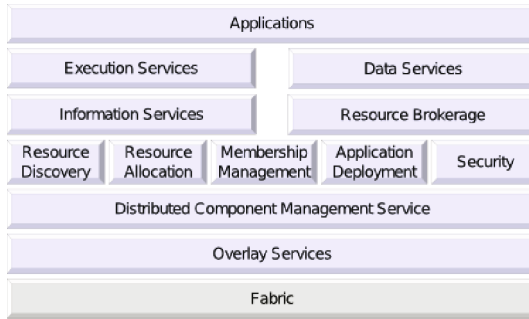 Applications
Execution Services
Data Services
Information Services
Resource Brokerage
Resource Discovery
Resource Allocation
Membership Management
Application Deployment
Security
Distributed Component Management Service
Overlay Services
Fabric